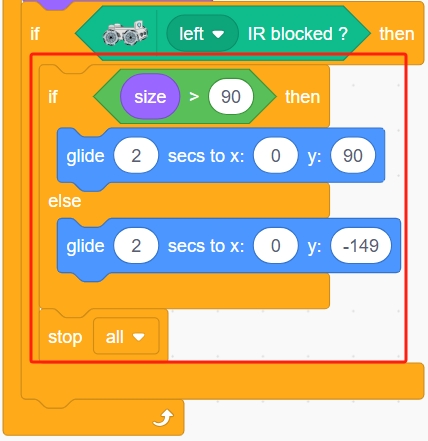 if left IR blocked ? then
if size > 90 then
glide 2 secs to x: 0 y: 90
else
glide 2 secs to x: 0 y: -149
stop all